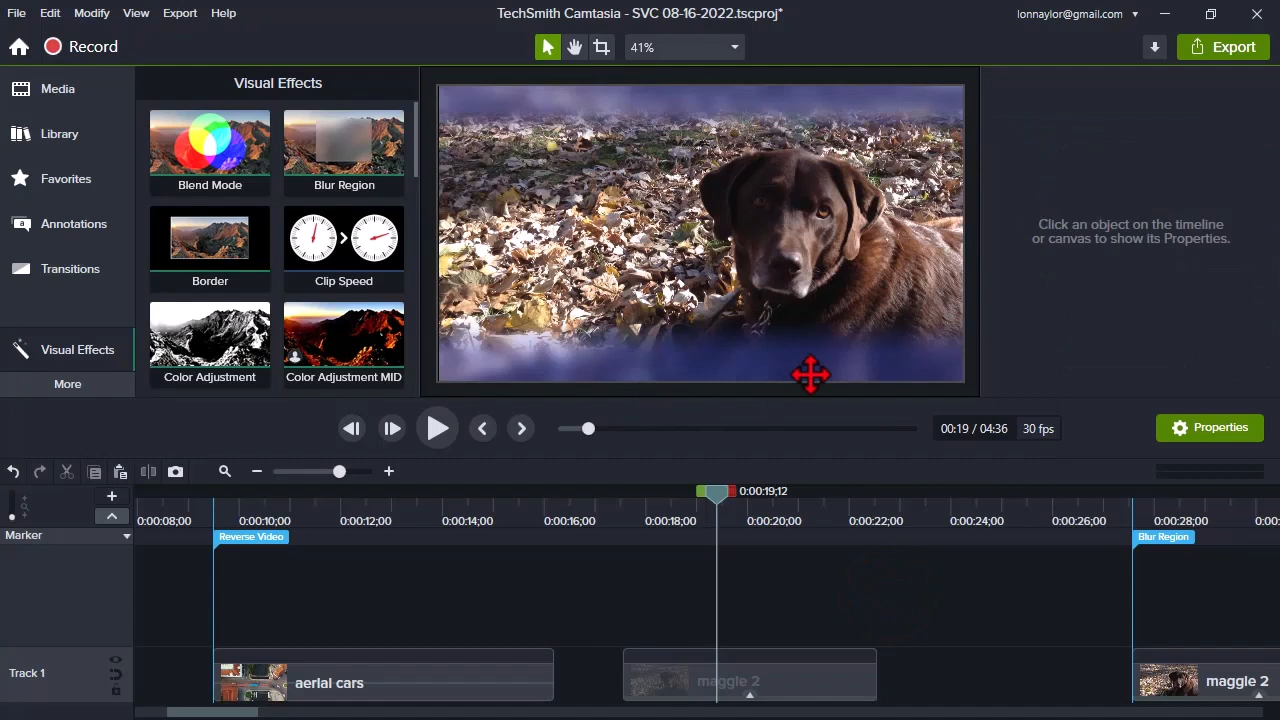 File Edit Modify View Export Help
TechSmith Camtasia - SVC 08-16-2022.tscproj*
lonnaylor@gmail.com
Record
41%
Export
Media
Library
Favorites
Annotations
Transitions
Visual Effects
More
Visual Effects
Blend Mode
Blur Region
Border
Clip Speed
Color Adjustment
Color Adjustment MID
Click an object on the timeline
or canvas to show its Properties.
00:19 / 04:36
30 fps
Properties
0:00:19;12
0:00:08;00 0:00:10;00 0:00:12;00 0:00:14;00 0:00:16;00 0:00:18;00 0:00:20;00 0:00:22;00 0:00:24;00 0:00:26;00 0:00:28;00 0:00:
Marker
Reverse Video
Blur Region
Track 1
aerial cars
maggie 2
maggie 2